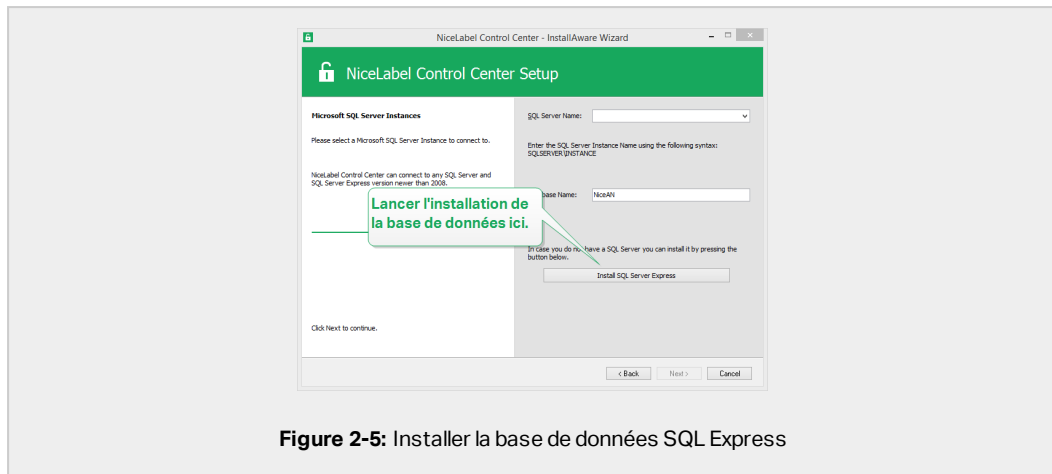 NiceLabel Control Center - InstallAware Wizard
NiceLabel Control Center Setup
Microsoft SQL Server Instances
Please select a Microsoft SQL Server Instance to connect to.
NiceLabel Control Center can connect to any SQL Server and
SQL Server Express version newer than 2008.
Lancer l'installation de
la base de données ici.
Click Next to continue.
SQL Server Name:
Enter the SQL Server Instance Name using the following syntax:
SQLSERVER\INSTANCE
base Name: NiceAN
In case you do not have a SQL Server you can install it by pressing the
button below.
Install SQL Server Express
< Back Next > Cancel
Figure 2-5: Installer la base de données SQL Express